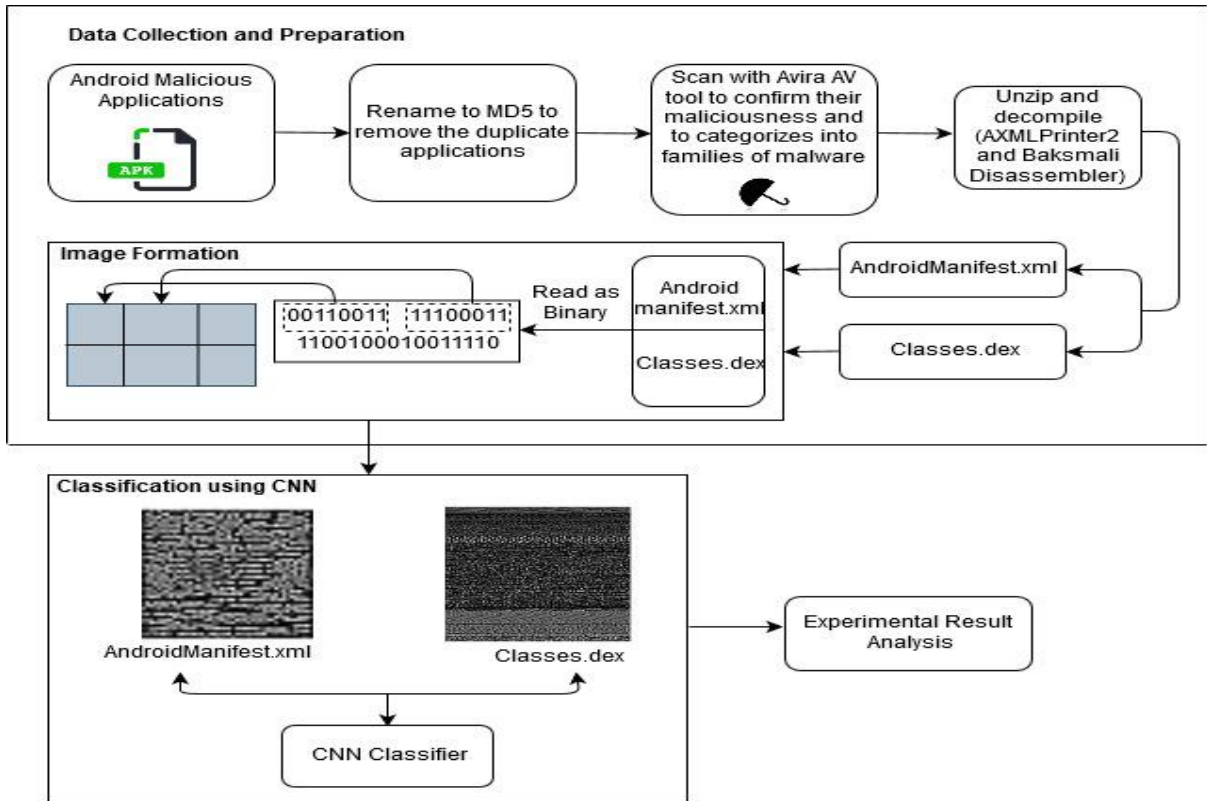 Data Collection and Preparation
Android Malicious
Applications
APK
Rename to MD5 to
remove the duplicate
applications
Scan with Avira AV
tool to confirm their
maliciousness and
to categorizes into
families of malware
Unzip and
decompile
(AXMLPrinter2
and Baksmali
Disassembler)
Image Formation
00110011 11100011
1100100010011110
Read as
Binary
Android
manifest.xml
Classes.dex
AndroidManifest.xml
Classes.dex
Classification using CNN
AndroidManifest.xml
Classes.dex
CNN Classifier
Experimental Result
Analysis